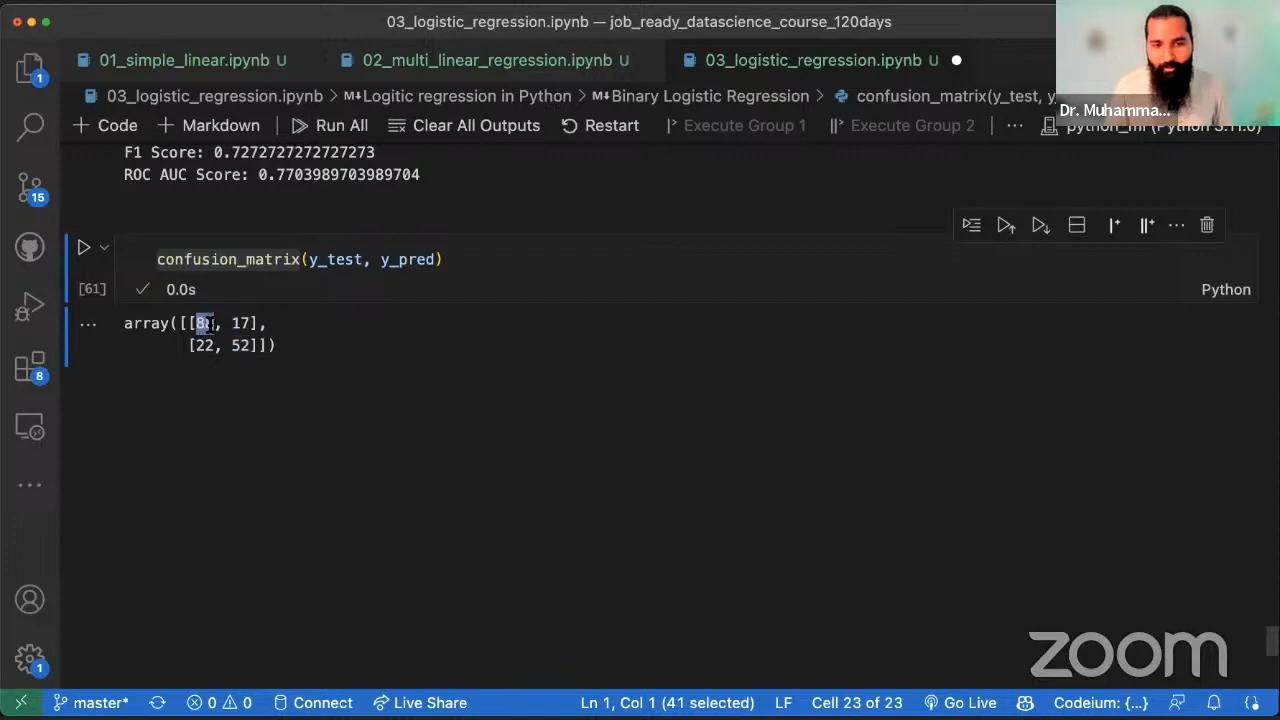 03_logistic_regression.ipynb — job_ready_datascience_course_120days
01_simple_linear.ipynb U
02_multi_linear_regression.ipynb U
03_logistic_regression.ipynb U
03_logistic_regression.ipynb > M↓Logitic regression in Python > M↓Binary Logistic Regression > confusion_matrix(y_test, y_
Dr. Muhamma...
+ Code + Markdown Run All Clear All Outputs Restart Execute Group 1 Execute Group 2 ...
F1 Score: 0.7272727272727273
ROC AUC Score: 0.7703989703989704
confusion_matrix(y_test, y_pred)
[61] 0.0s Python
array([[ , 17],
[22, 52]])
1
15
8
1
zoom
master* 0 0 Connect Live Share Ln 1, Col 1 (41 selected) LF Cell 23 of 23 Go Live Codeium: {...}